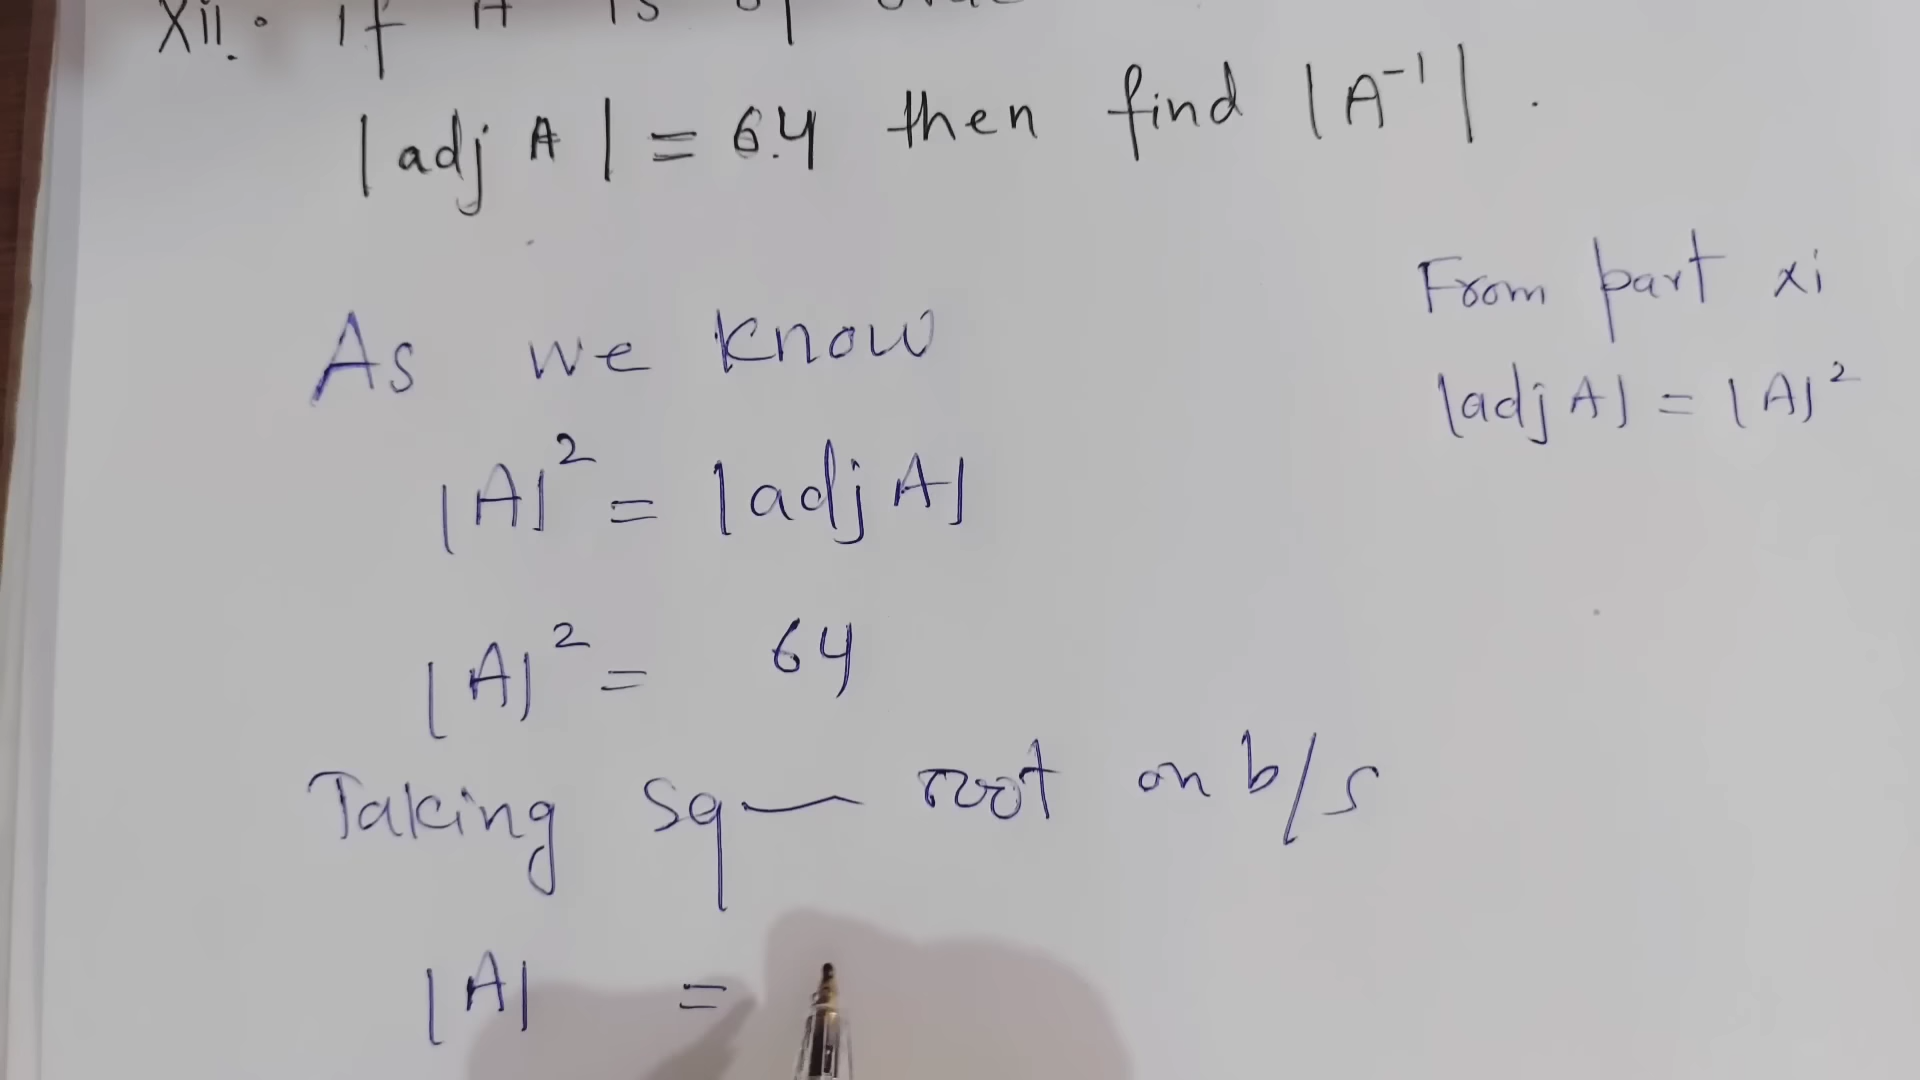 xii. If A is of
|adj A| = 64 then find |A⁻¹| .
From part xi
|adj A| = |A|²
As we know
|A|² = |adj A|
|A|² = 64
Taking sq root on b/s
|A| =